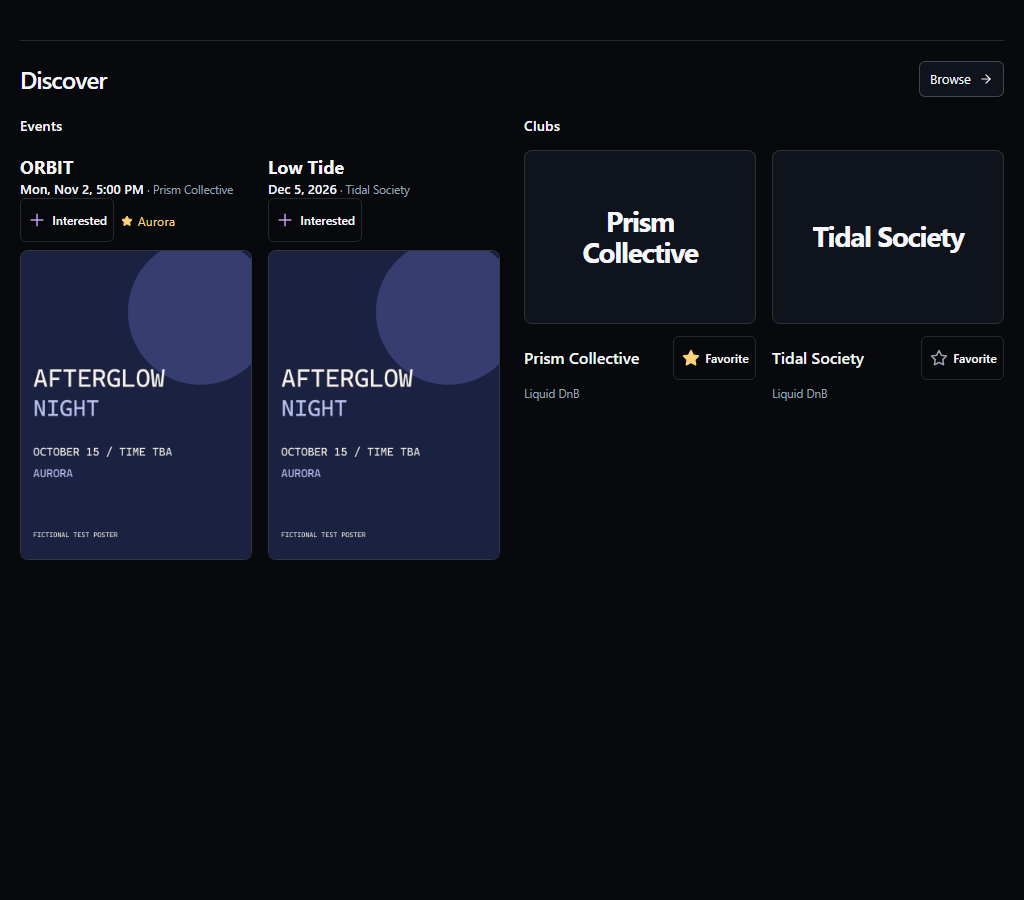 Discover
Browse
Events
ORBIT
Mon, Nov 2, 5:00 PM · Prism Collective
Interested
Aurora
AFTERGLOW
NIGHT
OCTOBER 15 / TIME TBA
AURORA
FICTIONAL TEST POSTER
Low Tide
Dec 5, 2026 · Tidal Society
Interested
AFTERGLOW
NIGHT
OCTOBER 15 / TIME TBA
AURORA
FICTIONAL TEST POSTER
Clubs
Prism
Collective
Prism Collective
Favorite
Liquid DnB
Tidal Society
Tidal Society
Favorite
Liquid DnB